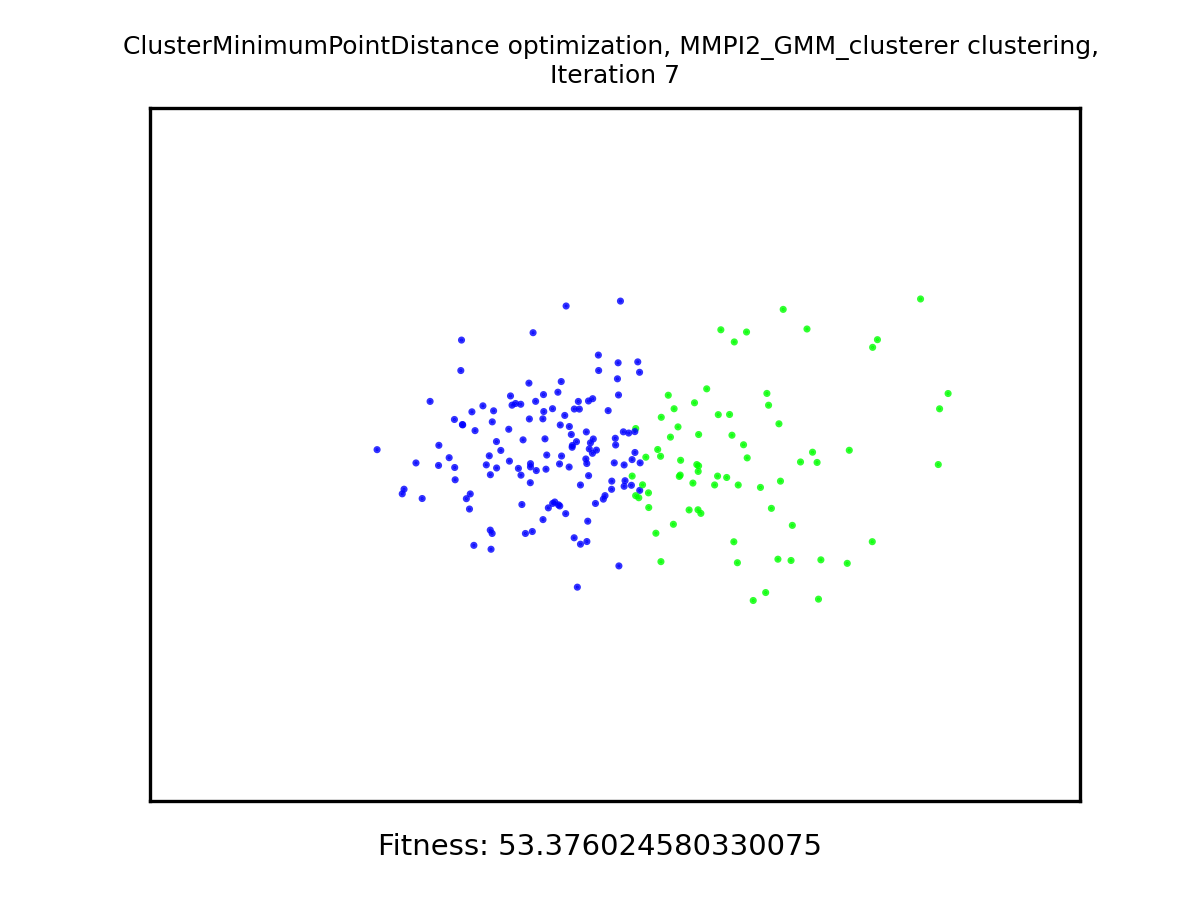 ClusterMinimumPointDistance optimization, MMPI2_GMM_clusterer clustering,
Iteration 7
Fitness: 53.376024580330075